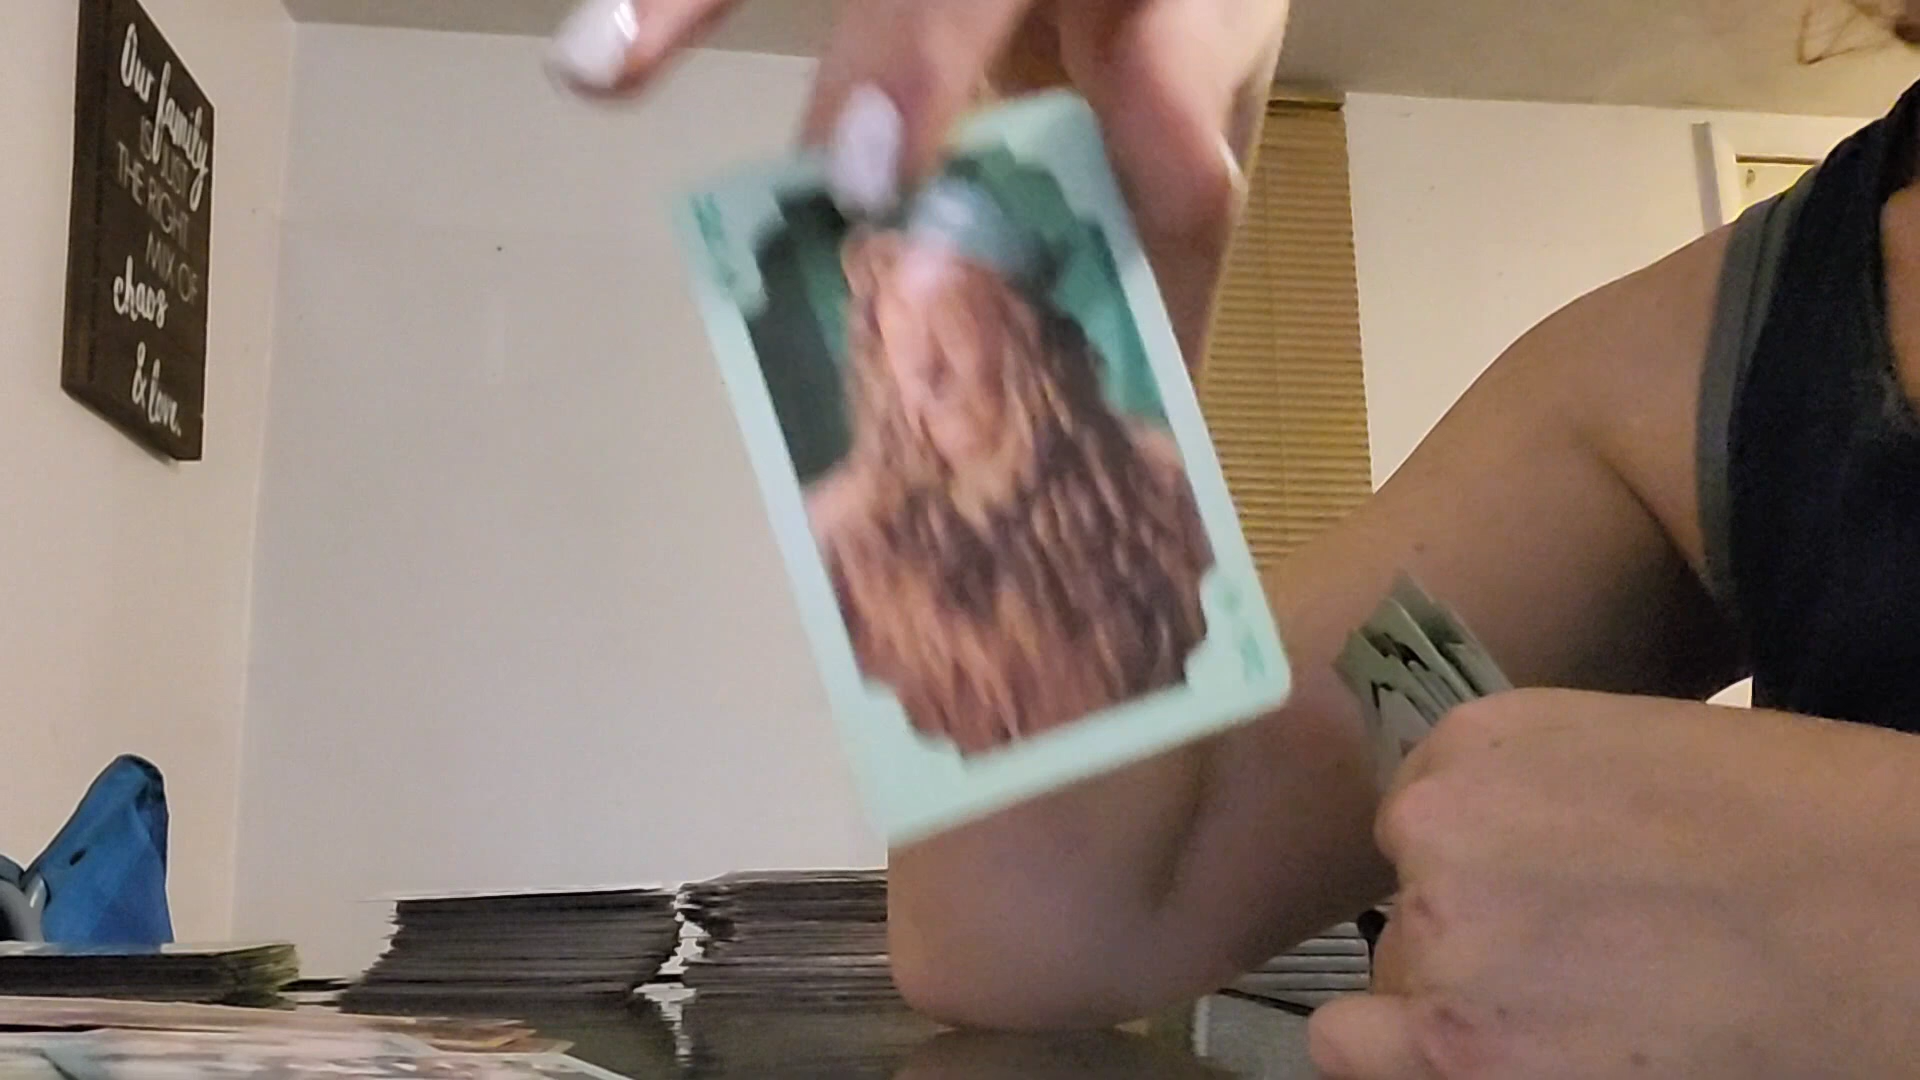 Our family
IS JUST
THE RIGHT
MIX OF
chaos
& love.